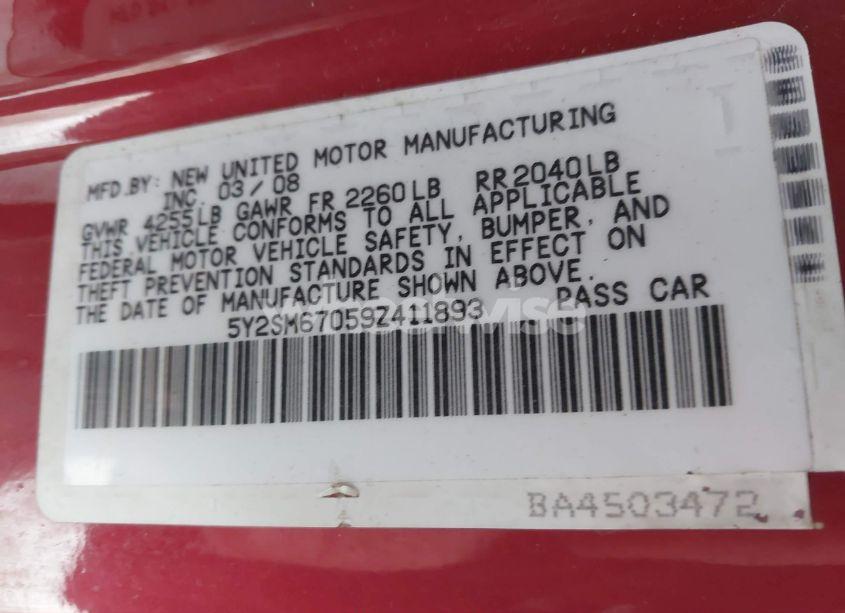 MFD.BY: NEW UNITED MOTOR MANUFACTURING
INC. 03/08
GVWR 4255LB GAWR FR 2260LB RR2040LB
THIS VEHICLE CONFORMS TO ALL APPLICABLE
FEDERAL MOTOR VEHICLE SAFETY, BUMPER, AND
THEFT PREVENTION STANDARDS IN EFFECT ON
THE DATE OF MANUFACTURE SHOWN ABOVE.
5Y2SM67059Z411893 PASS CAR
BA4503472